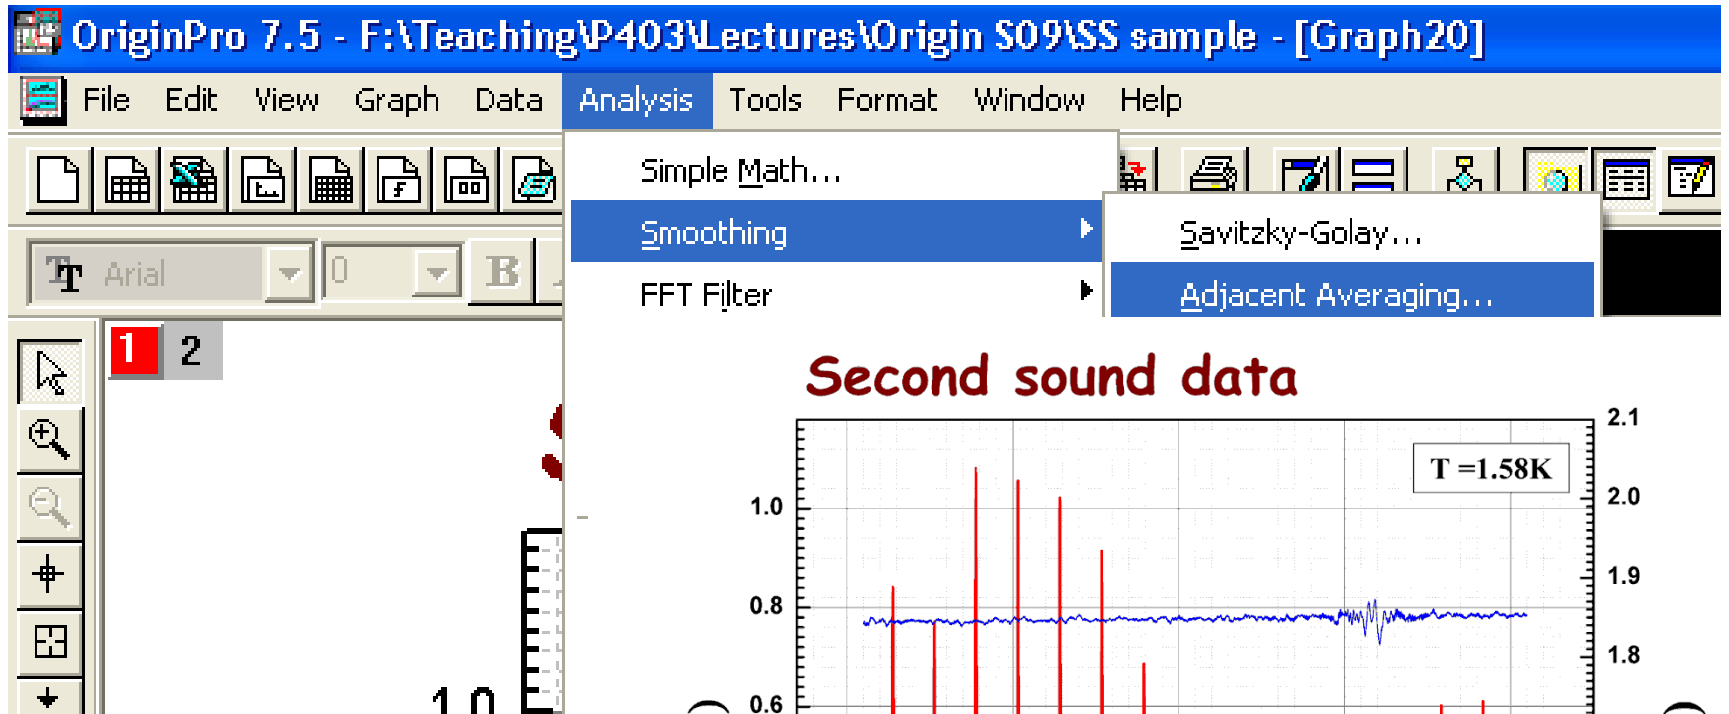 OriginPro 7.5 - F:\Teaching\P403\Lectures\Origin S09\SS sample - [Graph20]
File Edit View Graph Data Analysis Tools Format Window Help
Simple Math...
Smoothing
Savitzky-Golay...
Arial 0 B
FFT Filter
Adjacent Averaging...
1 2
Second sound data
2.1
T =1.58K
1.0
2.0
1.9
0.8
1.8
1.0
0.6